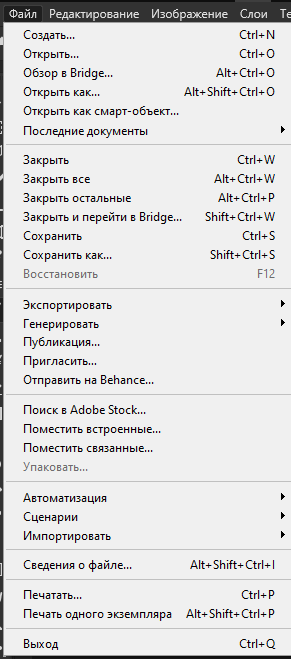 Файл Редактирование Изображение Слои
Создать... Ctrl+N
Открыть... Ctrl+O
Обзор в Bridge... Alt+Ctrl+O
Открыть как... Alt+Shift+Ctrl+O
Открыть как смарт-объект...
Последние документы
Закрыть Ctrl+W
Закрыть все Alt+Ctrl+W
Закрыть остальные Alt+Ctrl+P
Закрыть и перейти в Bridge... Shift+Ctrl+W
Сохранить Ctrl+S
Сохранить как... Shift+Ctrl+S
Восстановить F12
Экспортировать
Генерировать
Публикация...
Пригласить...
Отправить на Behance...
Поиск в Adobe Stock...
Поместить встроенные...
Поместить связанные...
Упаковать...
Автоматизация
Сценарии
Импортировать
Сведения о файле... Alt+Shift+Ctrl+I
Печатать... Ctrl+P
Печать одного экземпляра Alt+Shift+Ctrl+P
Выход Ctrl+Q